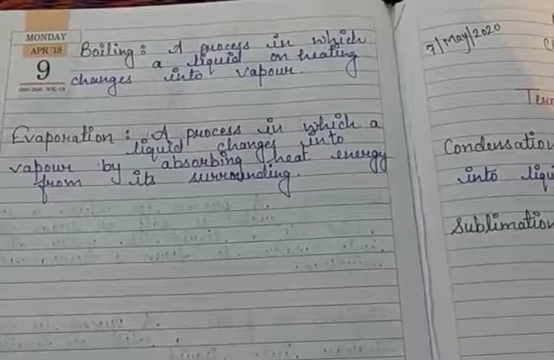 MONDAY
APR '18
9
Boiling : A process in which
a liquid on heating
changes into vapour.
Evaporation : A process in which a
liquid changes into
vapour by absorbing heat energy
from its surrounding.
7/May/2020
Condensation
into
Sublimation